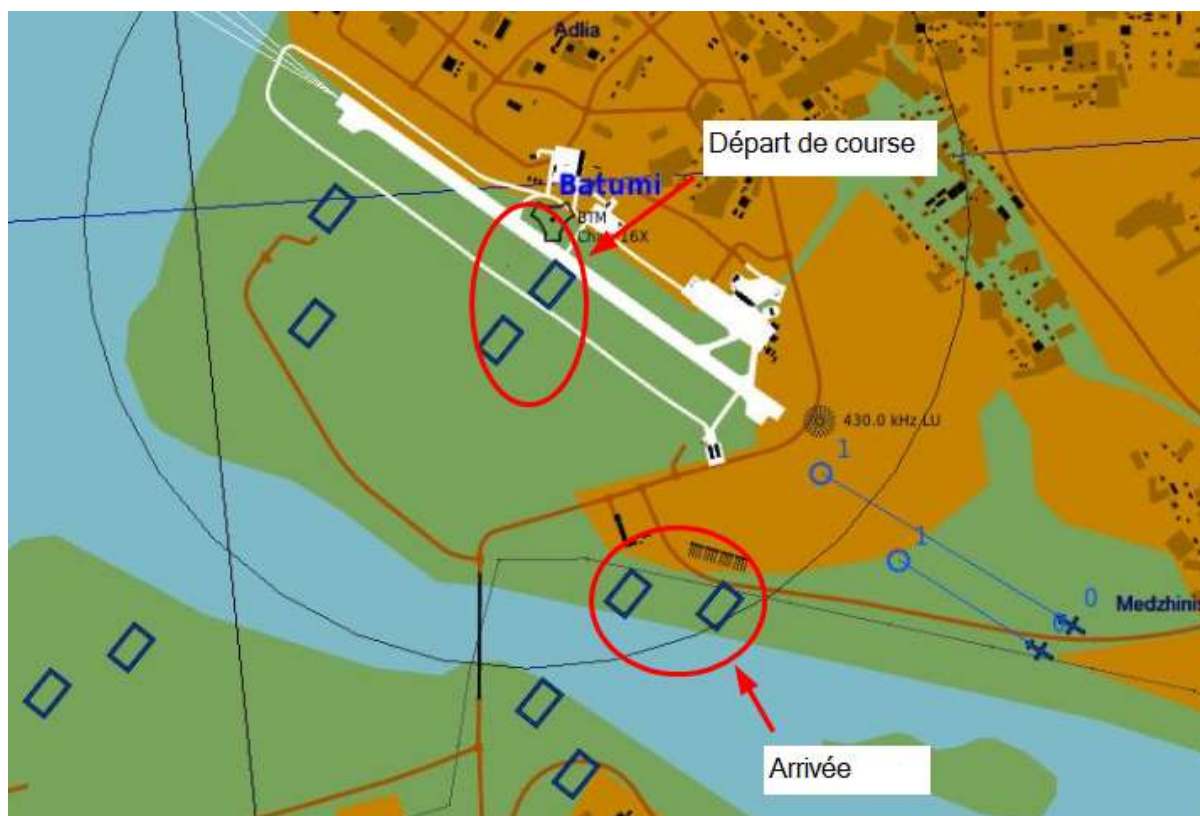 Adlia
Départ de course
Batumi
BTM
430.0 kHz LU
1
1
0
Medzhinis
Arrivée